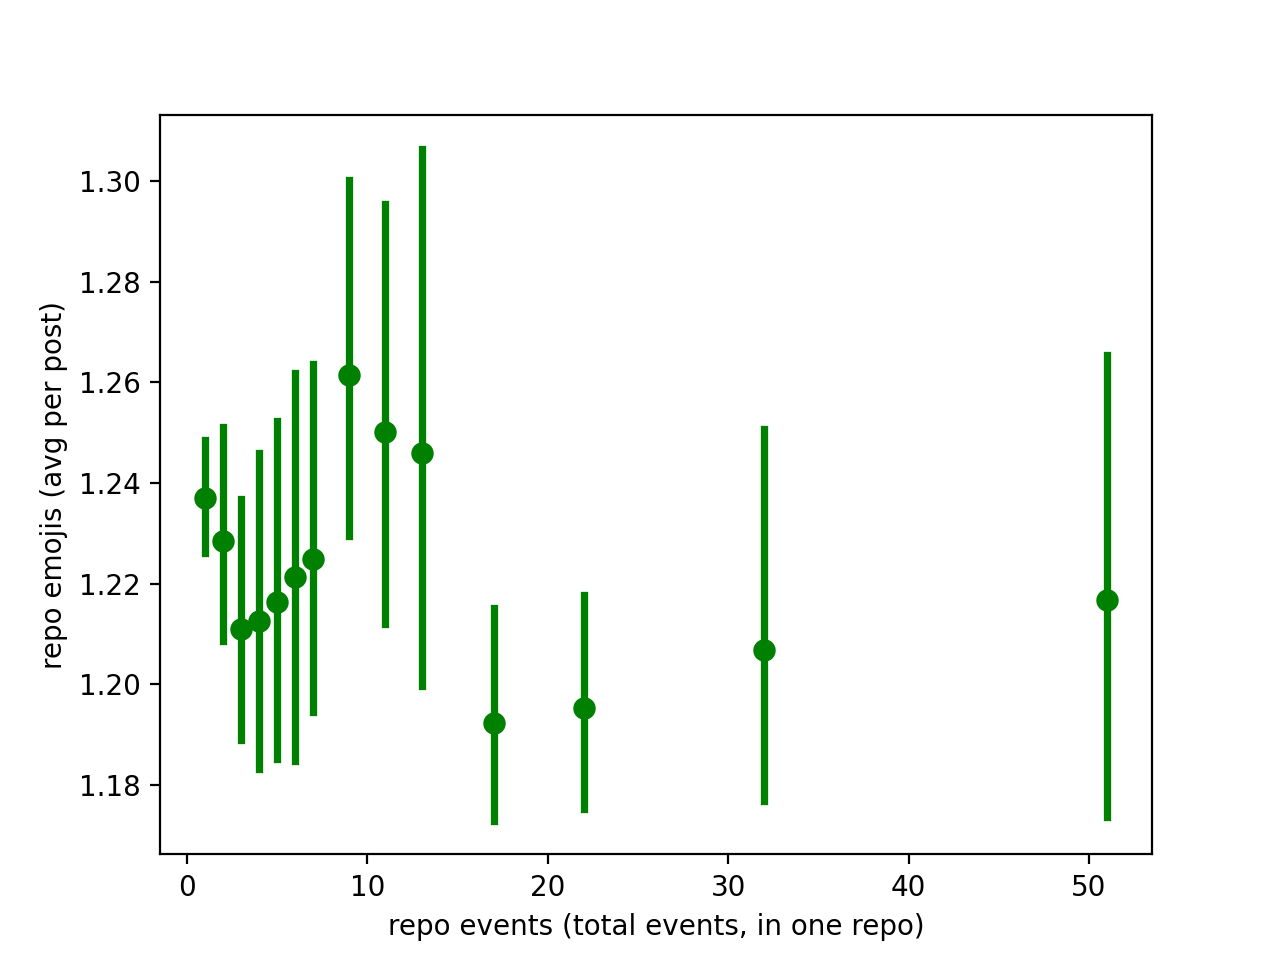 1.30
1.28
1.26
1.24
1.22
1.20
1.18
repo emojis (avg per post)
0 10 20 30 40 50
repo events (total events, in one repo)